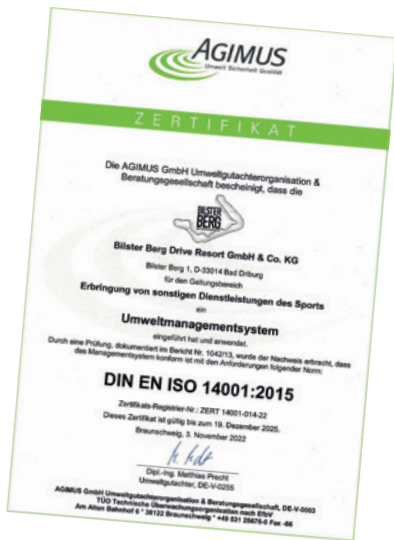 AGIMUS
Umwelt Sicherheit Qualität
ZERTIFIKAT
Die AGIMUS GmbH Umweltgutachterorganisation &
Beratungsgesellschaft bescheinigt, dass die
BILSTER
BERG
Bilster Berg Drive Resort GmbH & Co. KG
Bilster Berg 1, D-33014 Bad Driburg
für den Geltungsbereich
Erbringung von sonstigen Dienstleistungen des Sports
ein
Umweltmanagementsystem
eingeführt hat und anwendet.
Durch eine Prüfung, dokumentiert im Bericht Nr. 1042/13, wurde der Nachweis erbracht, dass
das Managementsystem konform ist mit den Anforderungen folgender Norm:
DIN EN ISO 14001:2015
Zertifikats-Registrier-Nr.: ZERT 14001-014-22
Dieses Zertifikat ist gültig bis zum 19. Dezember 2025.
Braunschweig, 3. November 2022
Dipl.-Ing. Matthias Precht
Umweltgutachter, DE-V-0255
AGIMUS GmbH Umweltgutachterorganisation & Beratungsgesellschaft, DE-V-0003
TÜO Technische Überwachungsorganisation nach EfbV
Am Alten Bahnhof 6 * 38122 Braunschweig * +49 531 25676-0 Fax -66